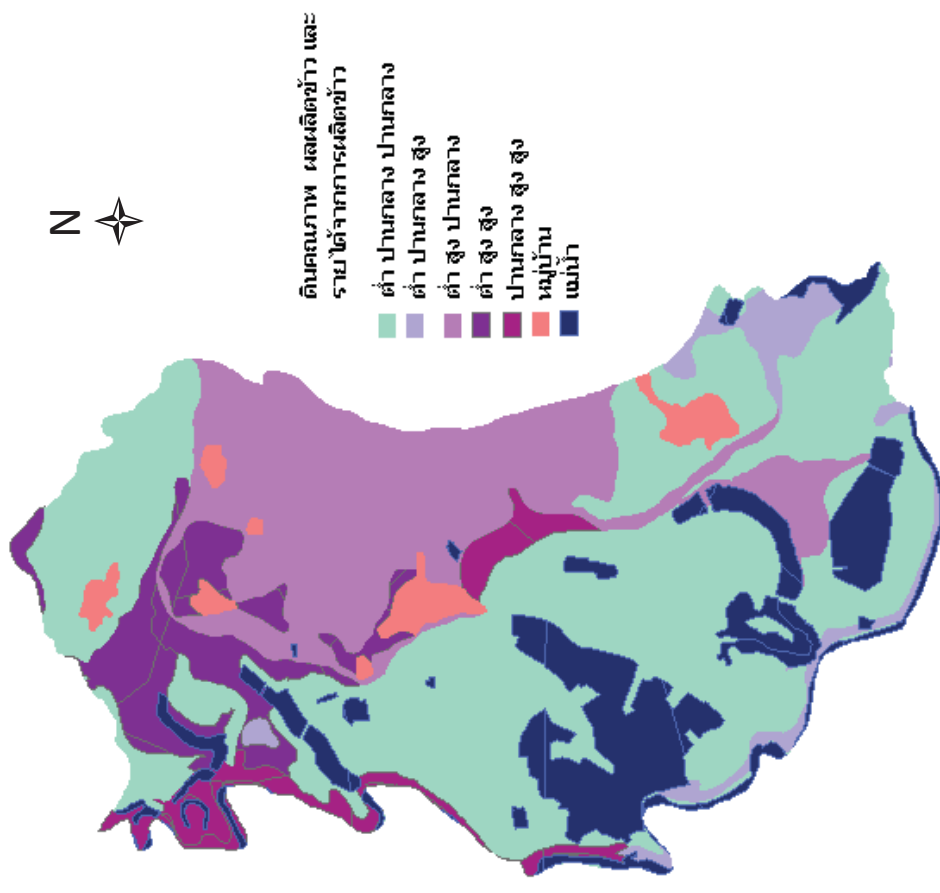 N
ดินคุณภาพ ผลผลิตข้าว และ
รายได้จากการผลิตข้าว
ต่ำ ปานกลาง ปานกลาง
ต่ำ ปานกลาง สูง
ต่ำ สูง ปานกลาง
ต่ำ สูง สูง
ปานกลาง สูง สูง
หมู่บ้าน
แม่น้ำ